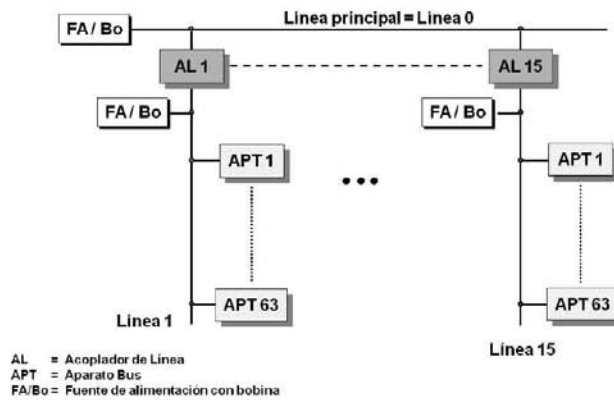 Línea principal = Línea 0
FA / Bo
AL 1
AL 15
FA / Bo
FA / Bo
APT 1
APT 1
...
APT 63
APT 63
Línea 1
Línea 15
AL = Acoplador de Línea
APT = Aparato Bus
FA/Bo = Fuente de alimentación con bobina